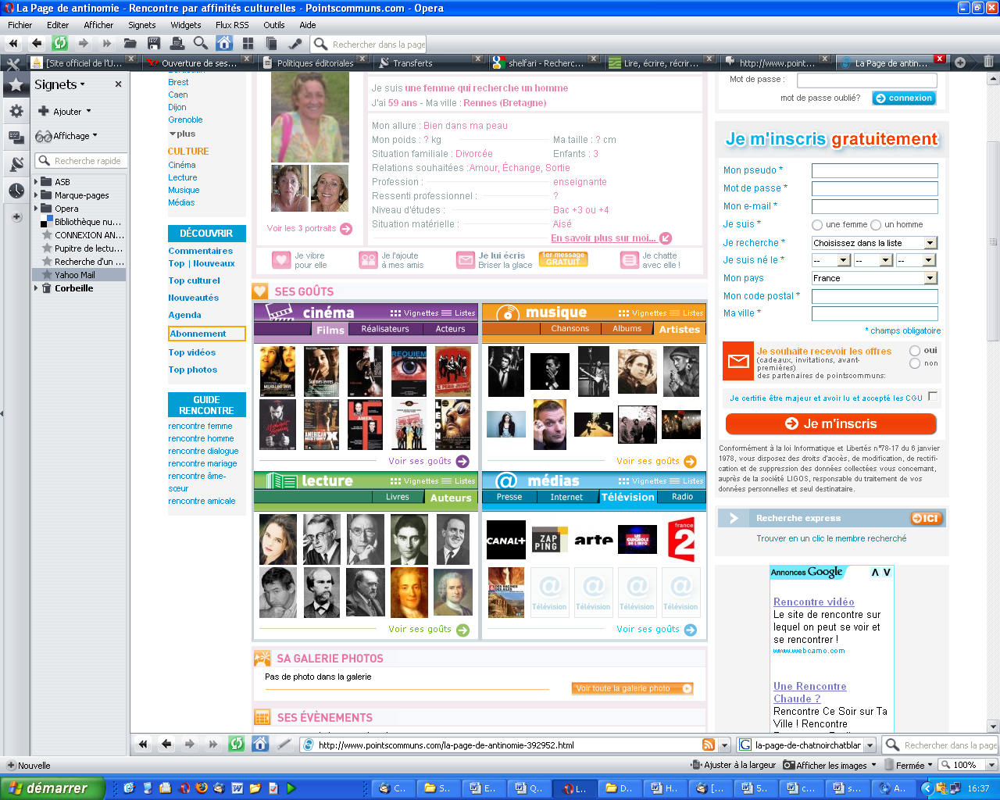 La Page de antinomie - Rencontre par affinités culturelles - Pointscommuns.com - Opera
Fichier Editer Afficher Signets Widgets Flux RSS Outils Aide
Rechercher dans la page
[Site officiel de l'U... Ouverture de ses... Politiques éditoriales Transferts shelfari - Recherc... Lire, écrire, récrir... http://www.point... La Page de antin...
Signets
Ajouter
Affichage
Recherche rapide
ASB
Marque-pages
Opera
Bibliothèque nu...
CONNEXION AN...
Pupitre de lectu...
Recherche d'un ...
Yahoo Mail
Corbeille
Brest
Caen
Dijon
Grenoble
plus
CULTURE
Cinéma
Lecture
Musique
Médias
DÉCOUVRIR
Commentaires
Top | Nouveaux
Top culturel
Nouveautés
Agenda
Abonnement
Top vidéos
Top photos
GUIDE
RENCONTRE
rencontre femme
rencontre homme
rencontre dialogue
rencontre mariage
rencontre âme-
sœur
rencontre amicale
Voir les 3 portraits
Je suis une femme qui recherche un homme
J'ai 59 ans - Ma ville : Rennes (Bretagne)
Mon allure : Bien dans ma peau
Mon poids : ? kg Ma taille : ? cm
Situation familiale : Divorcée Enfants : 3
Relations souhaitées : Amour, Échange, Sortie
Profession : enseignante
Ressenti professionnel : ?
Niveau d'études : Bac +3 ou +4
Situation matérielle : Aisé
En savoir plus sur moi...
Je vibre
pour elle
Je l'ajoute
à mes amis
Je lui écris
Briser la glace
1er message
GRATUIT
Je chatte
avec elle !
SES GOÛTS
cinéma Vignettes Listes
Films Réalisateurs Acteurs
MULHOLLAND DRIVE
REQUIEM
LE PÉRIL JEUNE
AMERICAN HISTORY X
AMEN.
LEON
Voir ses goûts
musique Vignettes Listes
Chansons Albums Artistes
Voir ses goûts
lecture Vignettes Listes
Livres Auteurs
Voir ses goûts
médias Vignettes Listes
Presse Internet Télévision Radio
CANAL+
ZAPPING
arte
LES GUIGNOLS DE L'INFO
france 2
DES RACINES DES AILES
Télévision Télévision Télévision Télévision
Voir ses goûts
SA GALERIE PHOTOS
Pas de photo dans la galerie
Voir toute la galerie photo
SES ÉVÈNEMENTS
Mot de passe :
mot de passe oublié? connexion
Je m'inscris gratuitement
Mon pseudo *
Mot de passe *
Mon e-mail *
Je suis * une femme un homme
Je recherche * Choisissez dans la liste
Je suis né le * -- -- --
Mon pays France
Mon code postal *
Ma ville *
* champs obligatoire
Je souhaite recevoir les offres
(cadeaux, invitations, avant-
premières)
des partenaires de pointscommuns:
oui
non
Je certifie être majeur et avoir lu et accepté les CGU
Je m'inscris
Conformément à la loi Informatique et Libertés n°78-17 du 6 janvier
1978, vous disposez des droits d'accès, de modification, de rectifi-
cation et de suppression des données collectées vous concernant,
auprès de la société LIGOS, responsable du traitement de vos
données personnelles et seul destinataire.
Recherche express ICI
Trouver en un clic le membre recherché
Annonces Google
Rencontre vidéo
Le site de rencontre sur
lequel on peut se voir et
se rencontrer !
www.webcamo.com
Une Rencontre
Chaude ?
Rencontre Ce Soir sur Ta
Ville ! Rencontre
http://www.pointscommuns.com/la-page-de-antinomie-392952.html
la-page-de-chatnoirchatblar
Rechercher dans la page
Nouvelle
Ajuster à la largeur Afficher les images Fermée 100%
démarrer
C... S... E... Q... L... D... H... [... 5... c... s... A...
16:37